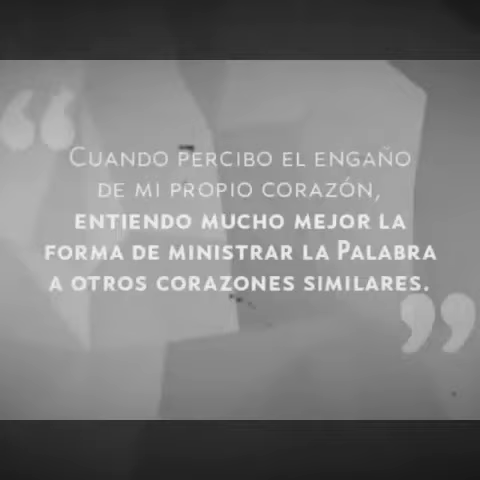 “
Cuando percibo el engaño
de mi propio corazón,
entiendo mucho mejor la
forma de ministrar la Palabra
a otros corazones similares.
”